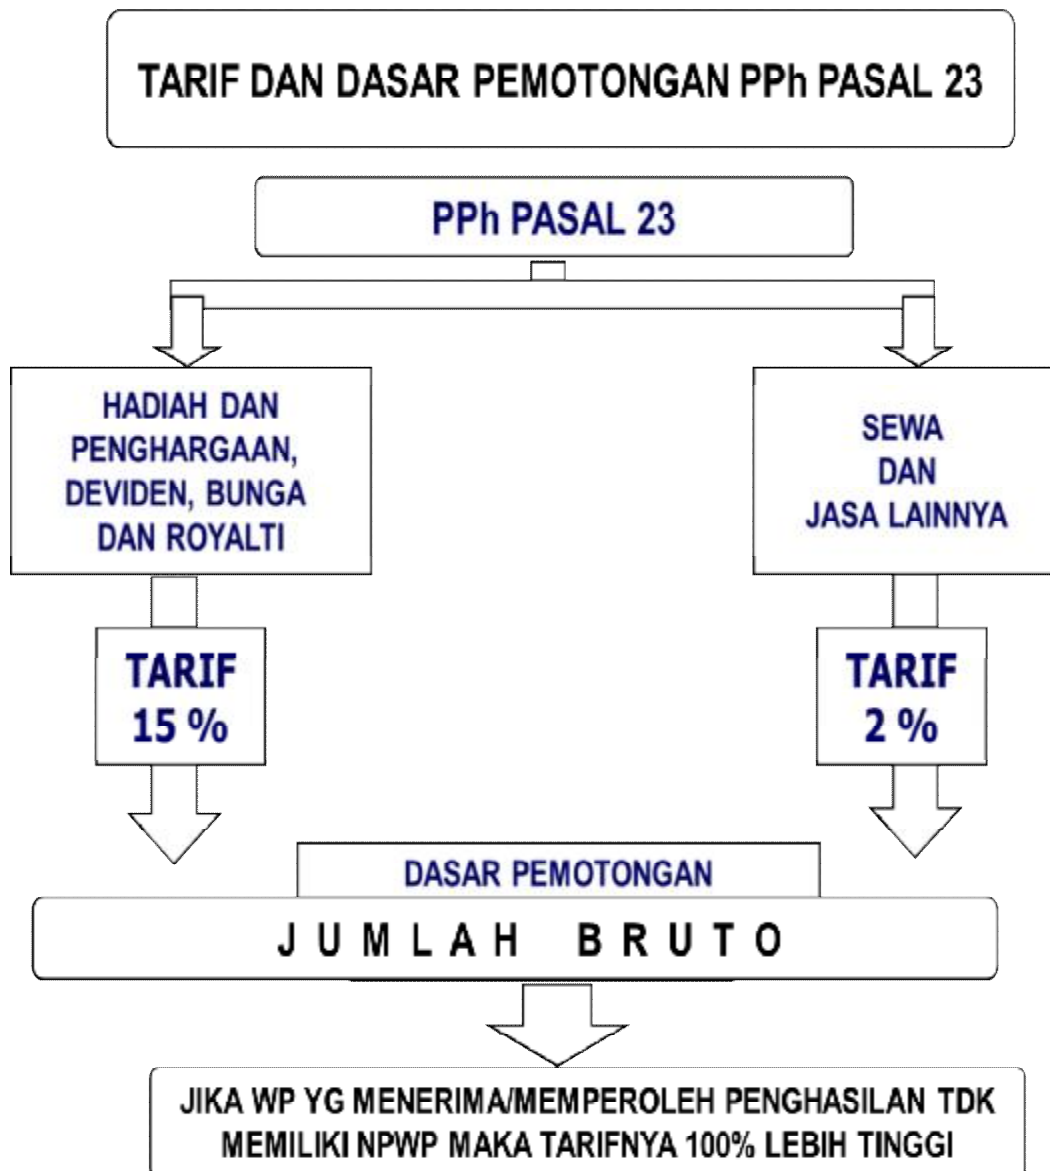 TARIF DAN DASAR PEMOTONGAN PPh PASAL 23
PPh PASAL 23
HADIAH DAN
PENGHARGAAN,
DEVIDEN, BUNGA
DAN ROYALTI
SEWA
DAN
JASA LAINNYA
TARIF
15 %
TARIF
2 %
DASAR PEMOTONGAN
JUMLAH BRUTO
JIKA WP YG MENERIMA/MEMPEROLEH PENGHASILAN TDK
MEMILIKI NPWP MAKA TARIFNYA 100% LEBIH TINGGI